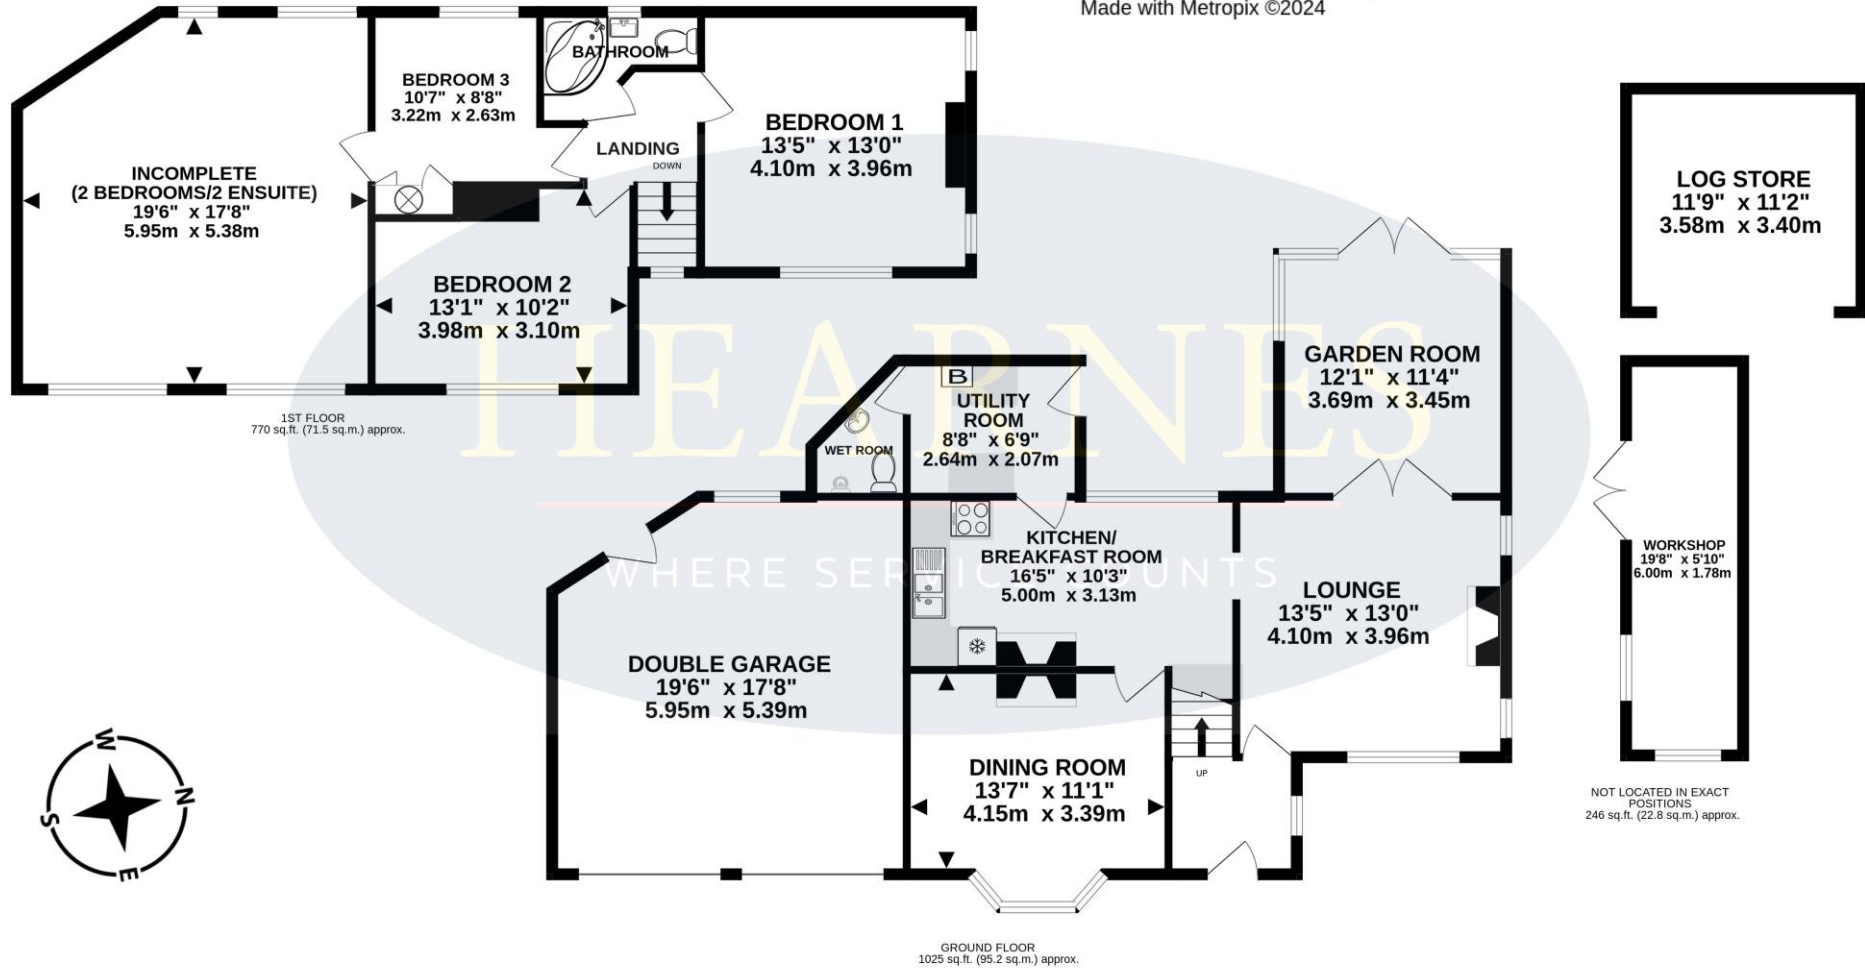 Made with Metropix ©2024
BATHROOM
BEDROOM 3
10'7" x 8'8"
3.22m x 2.63m
BEDROOM 1
13'5" x 13'0"
4.10m x 3.96m
LANDING
DOWN
INCOMPLETE
(2 BEDROOMS/2 ENSUITE)
19'6" x 17'8"
5.95m x 5.38m
BEDROOM 2
13'1" x 10'2"
3.98m x 3.10m
1ST FLOOR
770 sq.ft. (71.5 sq.m.) approx.
LOG STORE
11'9" x 11'2"
3.58m x 3.40m
HEARNES
WHERE SERVICE COUNTS
GARDEN ROOM
12'1" x 11'4"
3.69m x 3.45m
B
UTILITY
ROOM
8'8" x 6'9"
2.64m x 2.07m
WET ROOM
KITCHEN/
BREAKFAST ROOM
16'5" x 10'3"
5.00m x 3.13m
LOUNGE
13'5" x 13'0"
4.10m x 3.96m
WORKSHOP
19'8" x 5'10"
6.00m x 1.78m
DOUBLE GARAGE
19'6" x 17'8"
5.95m x 5.39m
DINING ROOM
13'7" x 11'1"
4.15m x 3.39m
UP
W
N
S
E
NOT LOCATED IN EXACT
POSITIONS
246 sq.ft. (22.8 sq.m.) approx.
GROUND FLOOR
1025 sq.ft. (95.2 sq.m.) approx.